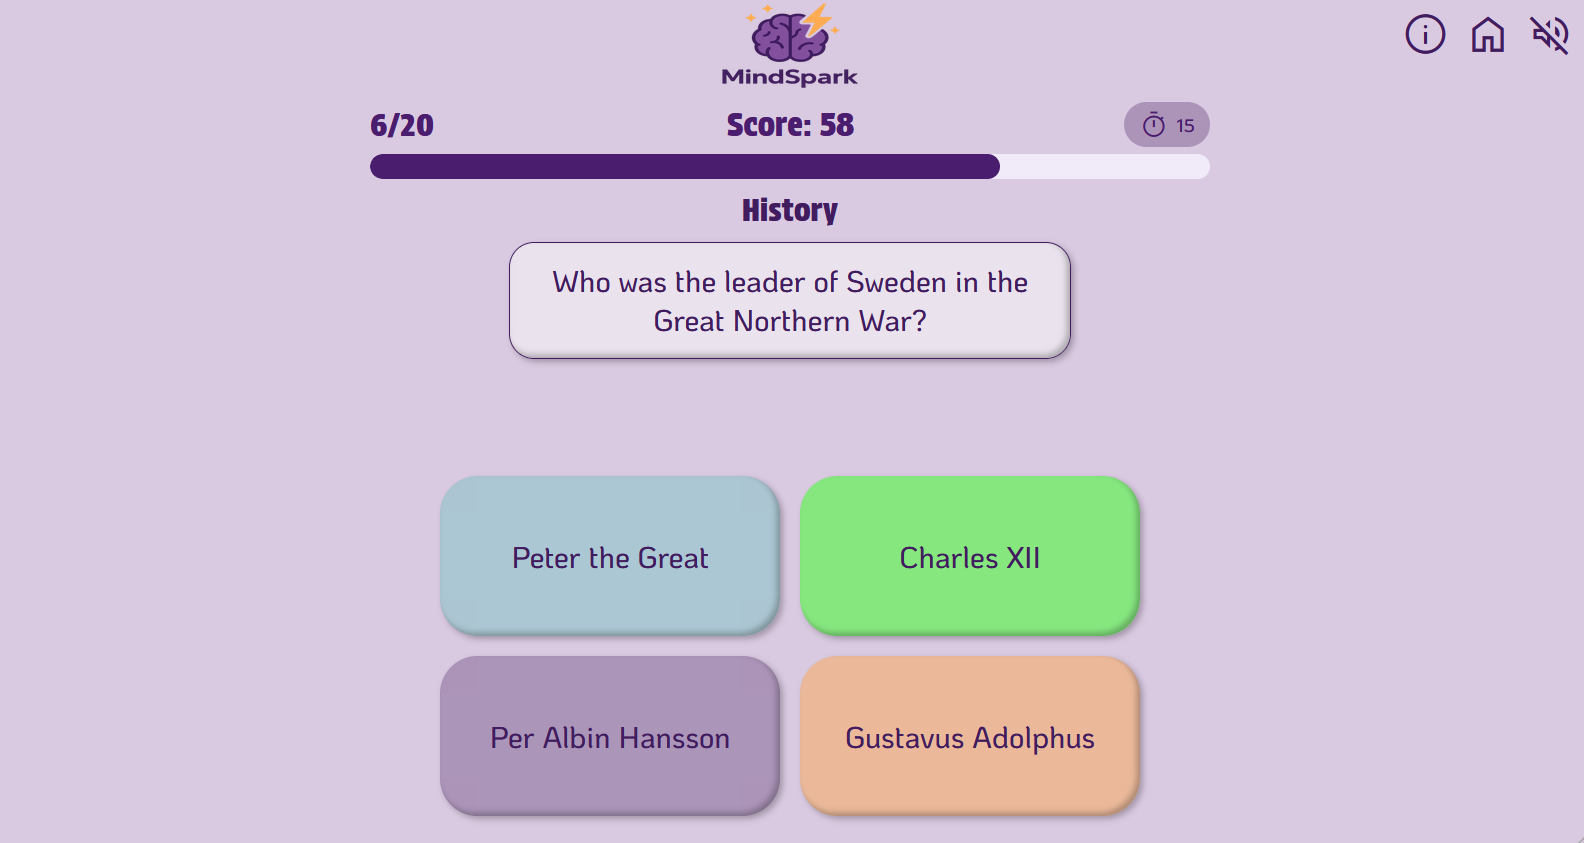 MindSpark
6/20
Score: 58
15
History
Who was the leader of Sweden in the
Great Northern War?
Peter the Great
Charles XII
Per Albin Hansson
Gustavus Adolphus